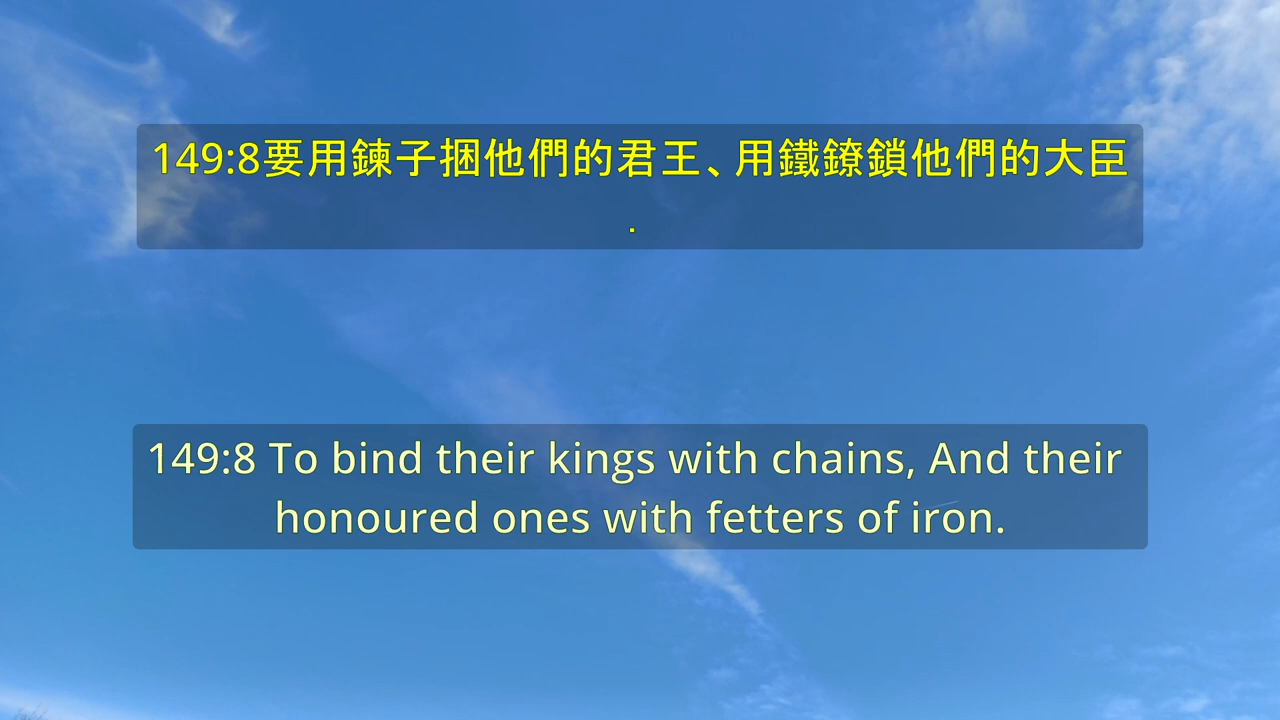 149:8要用鍊子捆他們的君王、用鐵鐐鎖他們的大臣
.
149:8 To bind their kings with chains, And their
honoured ones with fetters of iron.